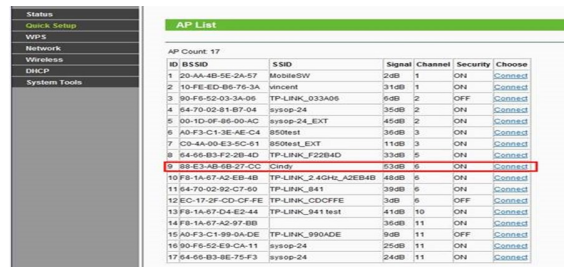 Status
Quick Setup
WPS
Network
Wireless
DHCP
System Tools
AP List
AP Count: 17
ID BSSID SSID Signal Channel Security Choose
1 20-AA-4B-5E-2A-57 MobileSW 2dB 1 ON Connect
2 10-FE-ED-B6-76-3A vincent 31dB 1 ON Connect
3 90-F6-52-03-3A-06 TP-LINK_033A06 6dB 2 OFF Connect
4 64-70-02-81-B7-04 sysop-24 35dB 2 ON Connect
5 00-1D-0F-86-00-AC sysop-24_EXT 45dB 2 ON Connect
6 A0-F3-C1-3E-AE-C4 850test 36dB 3 ON Connect
7 C0-4A-00-E3-5C-61 850test_EXT 11dB 3 ON Connect
8 64-66-B3-F2-2B-4D TP-LINK_F22B4D 33dB 5 ON Connect
9 88-E3-AB-6B-27-CC Cindy 53dB 6 ON Connect
10 F8-1A-67-A2-EB-4B TP-LINK_2.4GHz_A2EB4B 48dB 6 ON Connect
11 64-70-02-92-C7-60 TP-LINK_841 39dB 6 ON Connect
12 EC-17-2F-CD-CF-FE TP-LINK_CDCFFE 3dB 6 OFF Connect
13 F8-1A-67-D4-E2-44 TP-LINK_941 test 41dB 10 ON Connect
14 F8-1A-67-A2-97-BB 36dB 11 ON Connect
15 A0-F3-C1-99-0A-DE TP-LINK_990ADE 9dB 11 OFF Connect
16 90-F6-52-E9-CA-11 sysop-24 25dB 11 ON Connect
17 64-66-B3-8E-75-F3 sysop-24 24dB 11 ON Connect